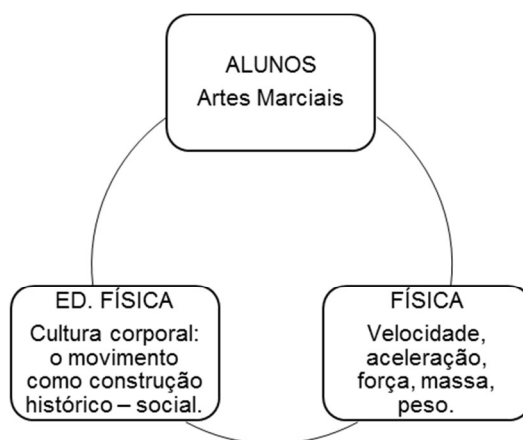 ALUNOS
Artes Marciais
ED. FÍSICA
Cultura corporal:
o movimento
como construção
histórico – social.
FÍSICA
Velocidade,
aceleração,
força, massa,
peso.